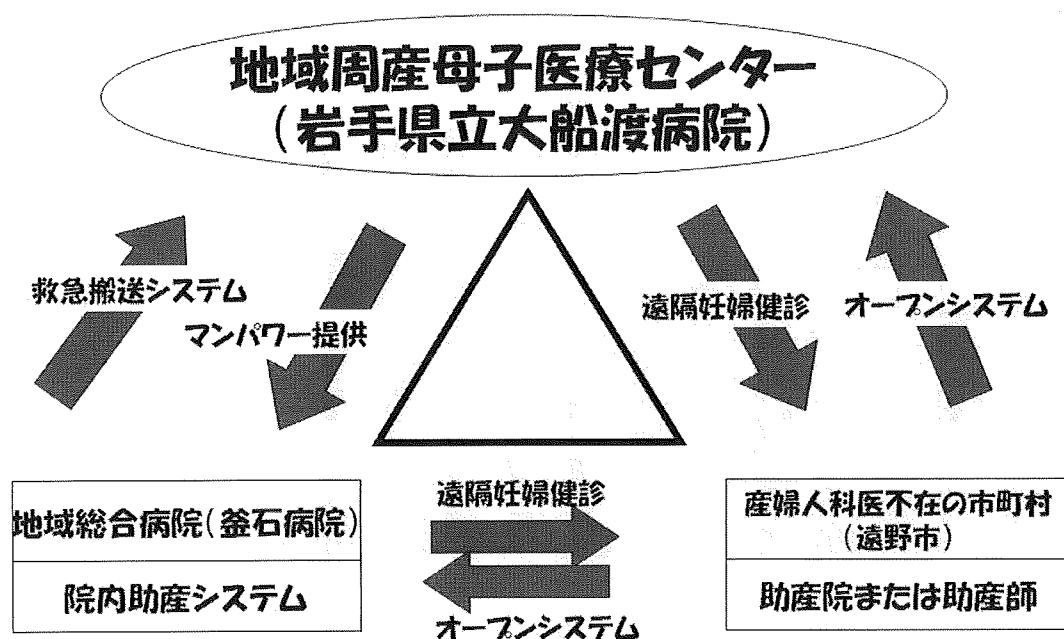 地域周産母子医療センター
(岩手県立大船渡病院)
救急搬送システム
マンパワー提供
遠隔妊婦健診
オープンシステム
遠隔妊婦健診
オープンシステム
地域総合病院(釜石病院)
院内助産システム
産婦人科医不在の市町村
(遠野市)
助産院または助産師